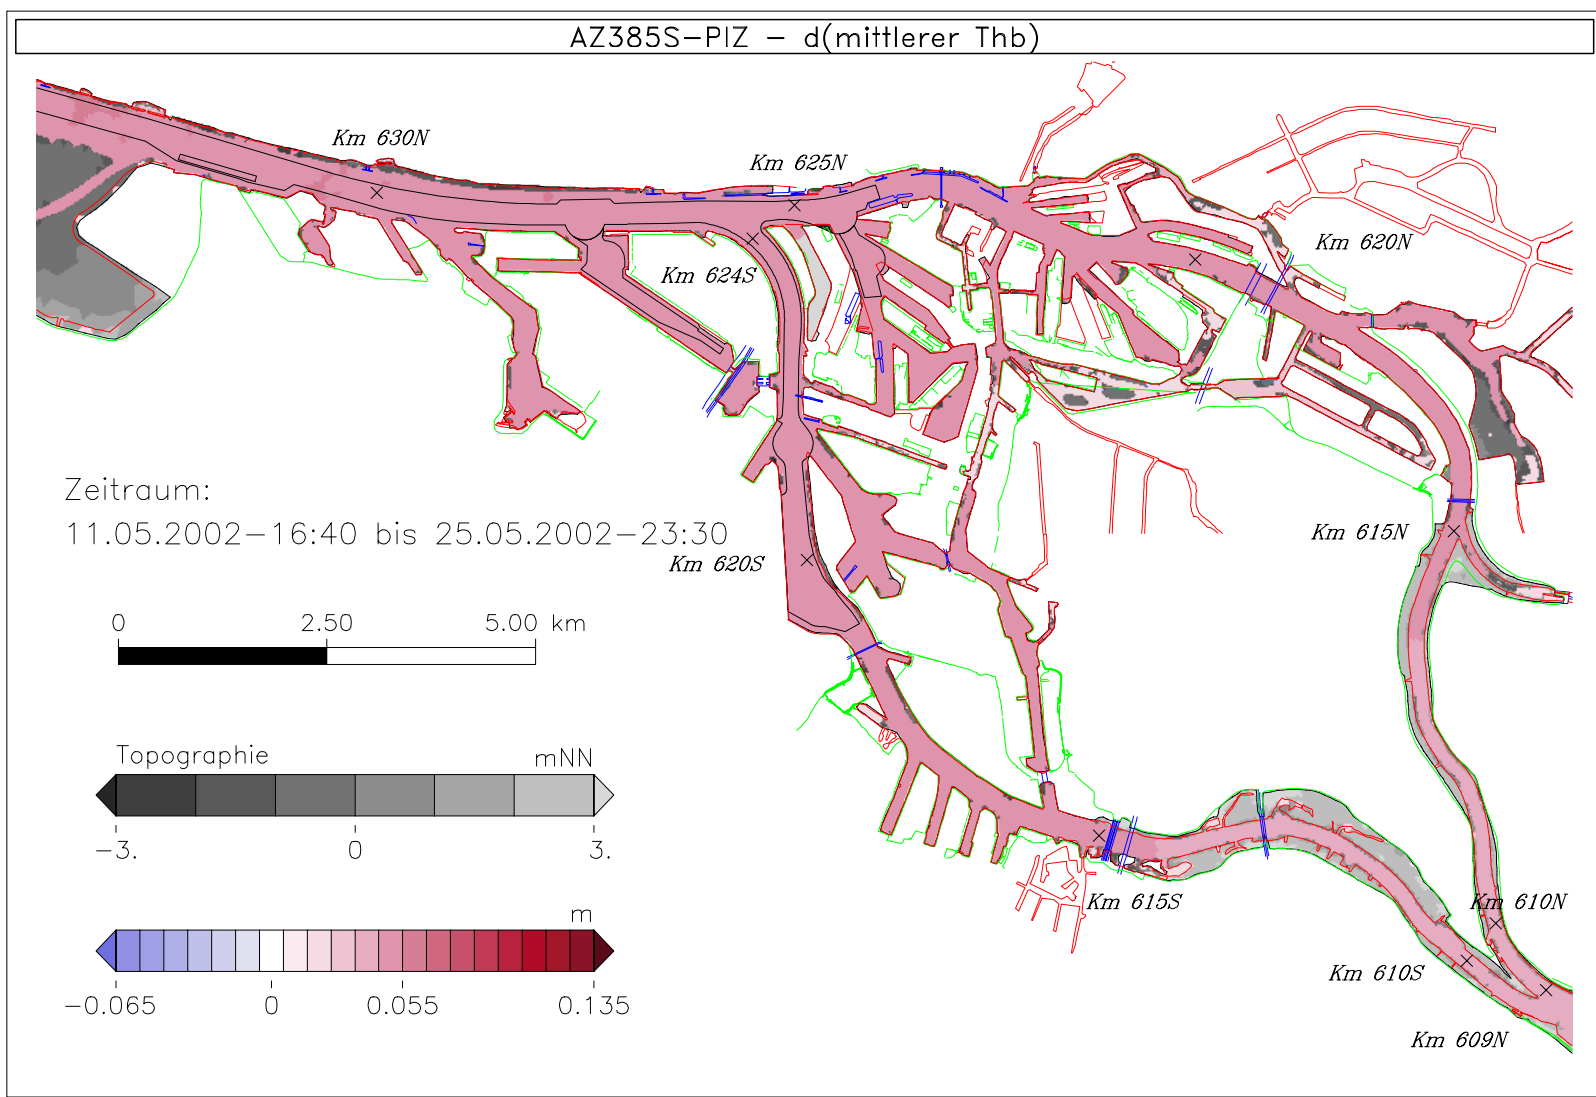 AZ385S-PIZ - d(mittlerer Thb)
Km 630N
Km 625N
Km 620N
Km 624S
Zeitraum:
11.05.2002-16:40 bis 25.05.2002-23:30
Km 615N
Km 620S
0 2.50 5.00 km
Topographie mNN
-3. 0 3.
Km 615S
Km 610N
m
Km 610S
-0.065 0 0.055 0.135
Km 609N